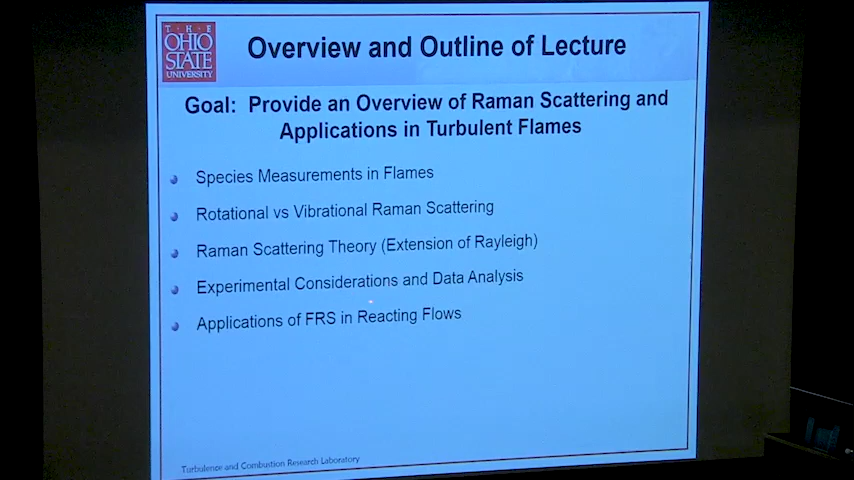 T · H · E
OHIO
STATE
UNIVERSITY
Overview and Outline of Lecture
Goal: Provide an Overview of Raman Scattering and
Applications in Turbulent Flames
Species Measurements in Flames
Rotational vs Vibrational Raman Scattering
Raman Scattering Theory (Extension of Rayleigh)
Experimental Considerations and Data Analysis
Applications of FRS in Reacting Flows
Turbulence and Combustion Research Laboratory